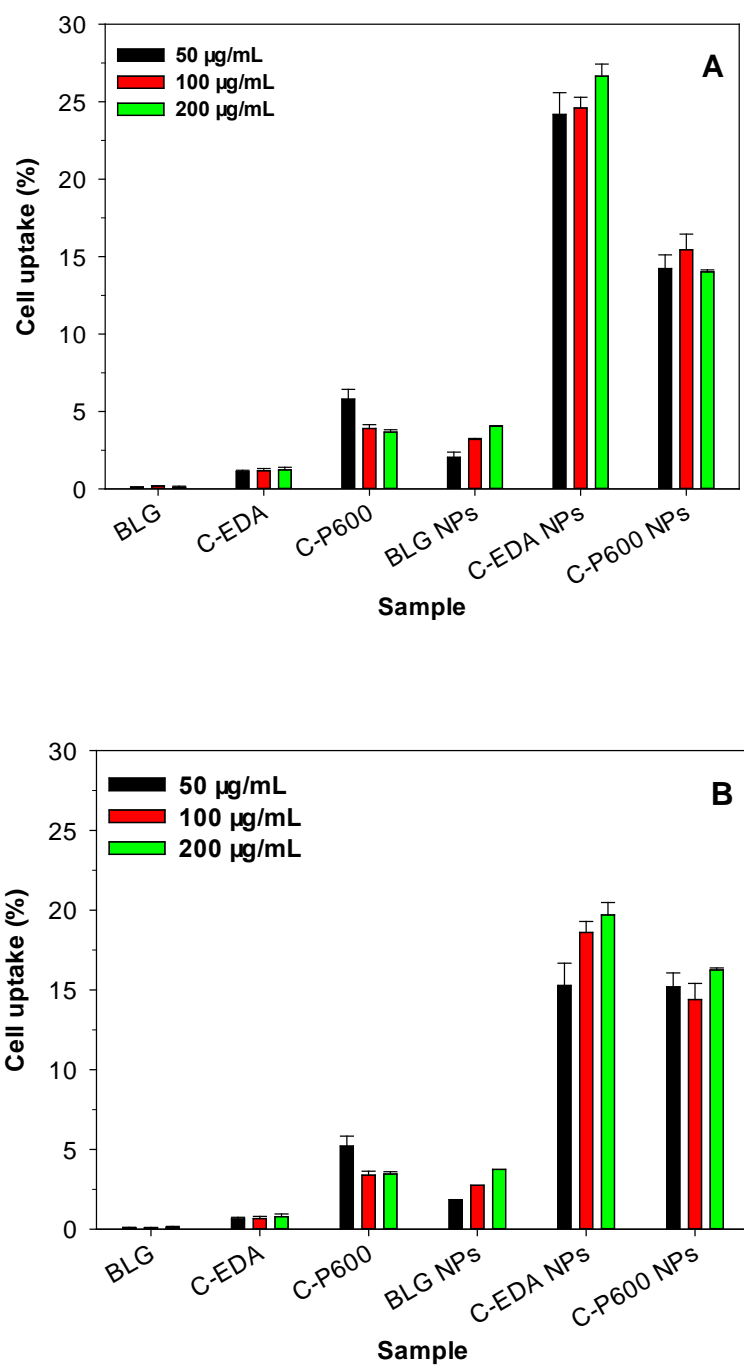 30
25
20
15
10
5
0
Cell uptake (%)
50 µg/mL
100 µg/mL
200 µg/mL
A
BLG
C-EDA
C-P600
BLG NPs
C-EDA NPs
C-P600 NPs
Sample
30
25
20
15
10
5
0
Cell uptake (%)
50 µg/mL
100 µg/mL
200 µg/mL
B
BLG
C-EDA
C-P600
BLG NPs
C-EDA NPs
C-P600 NPs
Sample